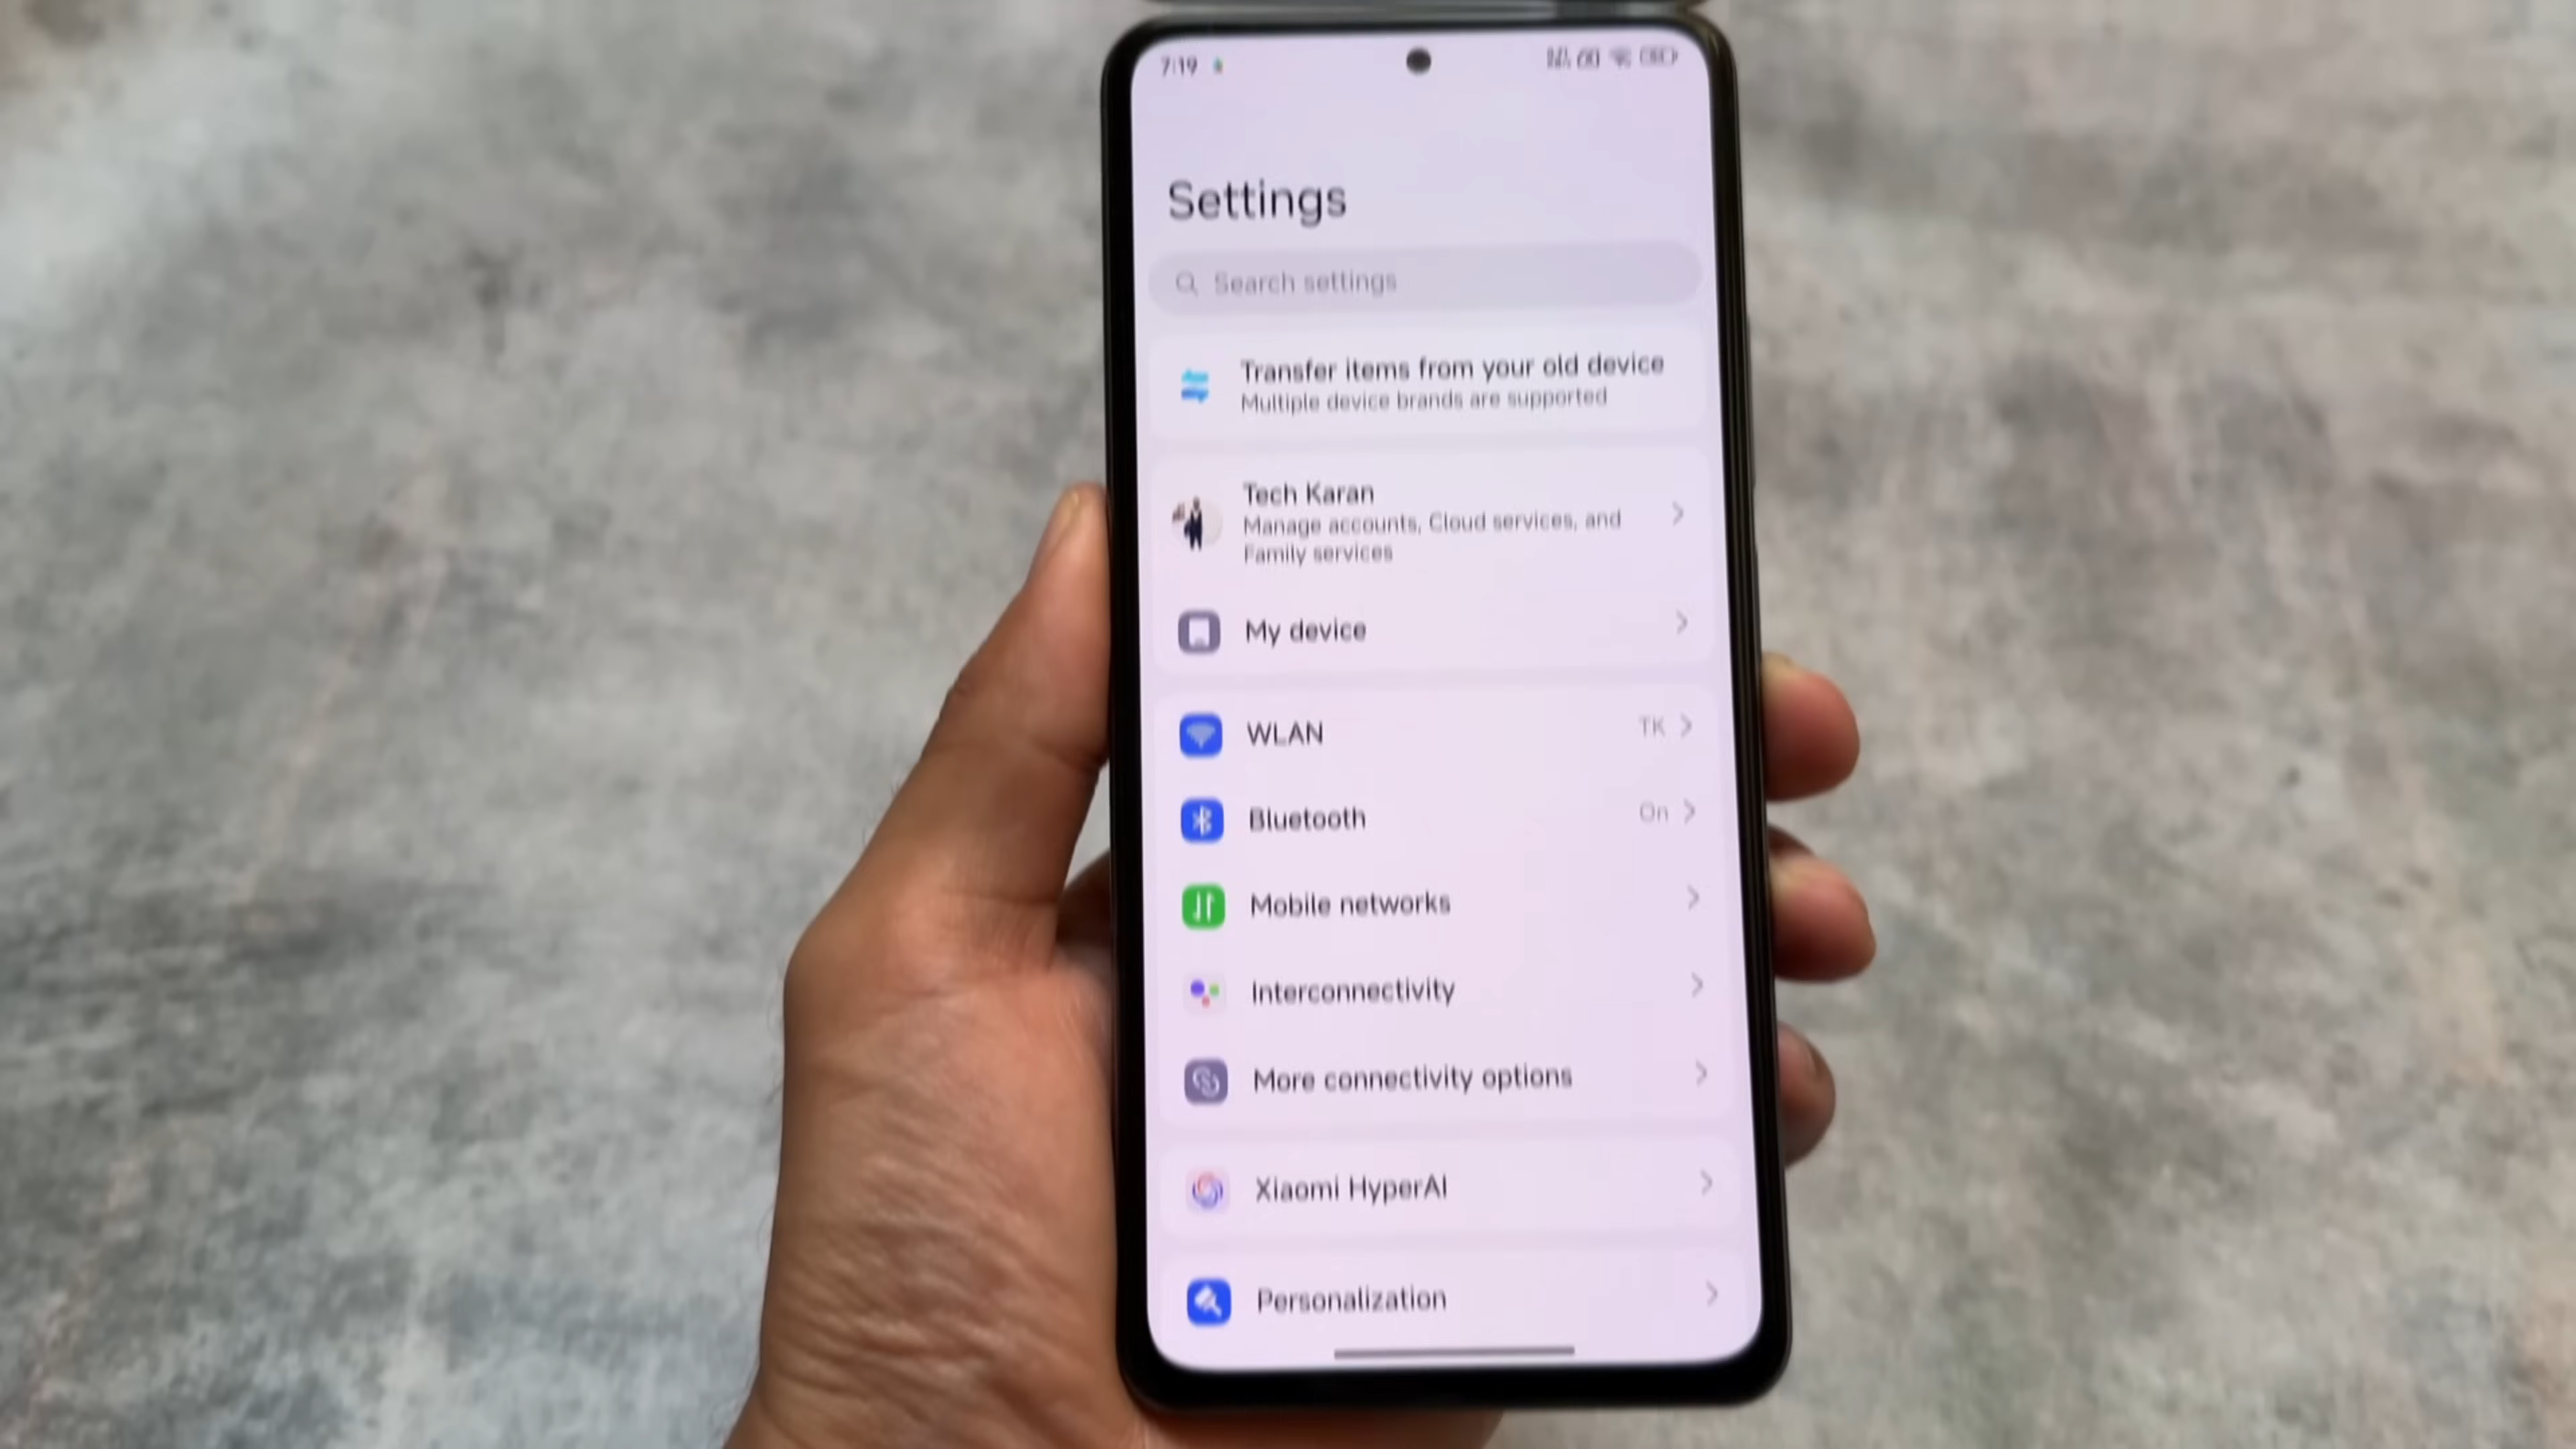 7:19
Settings
Search settings
Transfer items from your old device
Multiple device brands are supported
Tech Karan
Manage accounts, Cloud services, and
Family services
My device
WLAN TK
Bluetooth On
Mobile networks
Interconnectivity
More connectivity options
Xiaomi HyperAI
Personalization